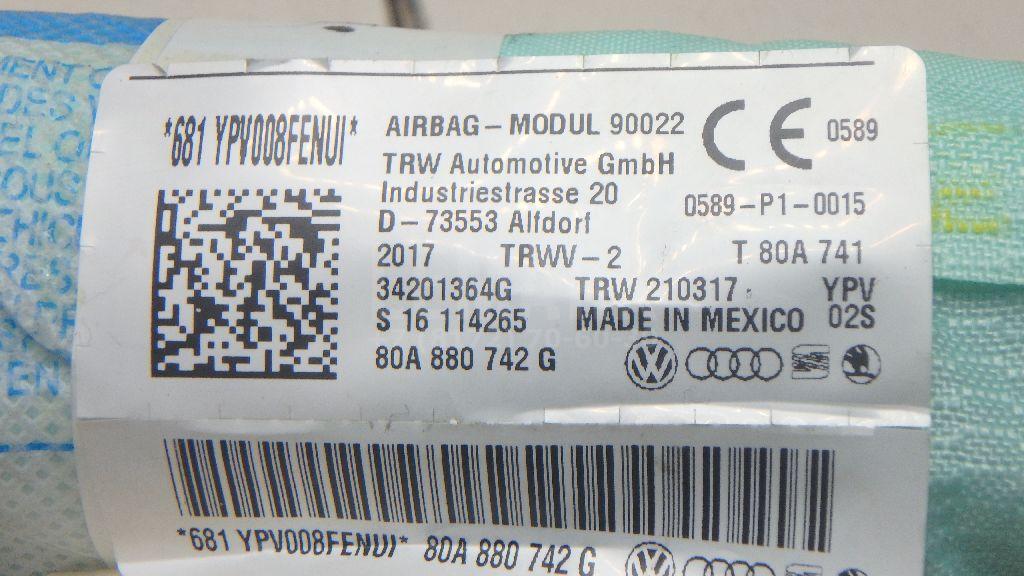 *681 YPV008FENUI*
AIRBAG-MODUL 90022
CE 0589
TRW Automotive GmbH
Industriestrasse 20
0589-P1-0015
D-73553 Alfdorf
2017 TRWV-2 T 80A 741
34201364G TRW 210317 YPV
S 16 114265 MADE IN MEXICO 02S
80A 880 742 G
*681 YPV008FENUI* 80A 880 742 G